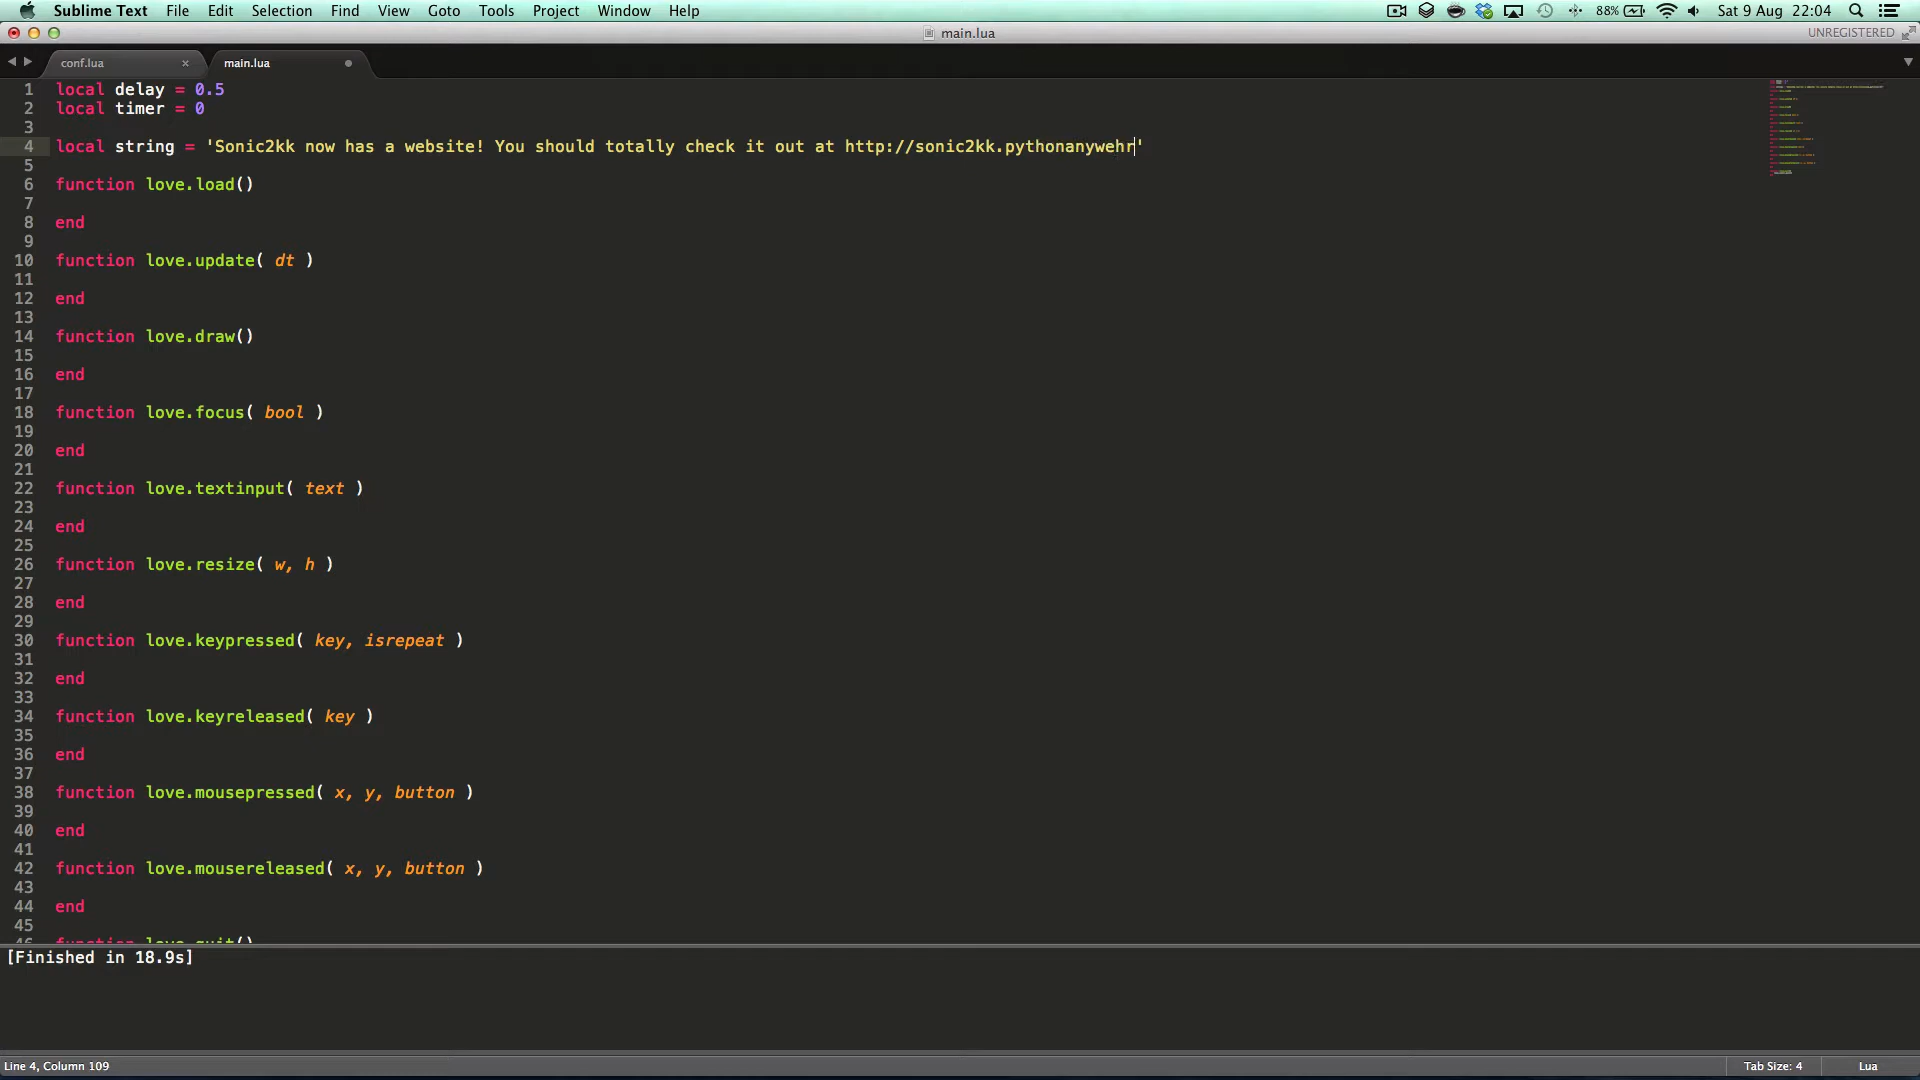 Sublime Text File Edit Selection Find View Goto Tools Project Window Help 88% Sat 9 Aug 22:04
main.lua UNREGISTERED
conf.lua × main.lua
1 local delay = 0.5
2 local timer = 0
3
4 local string = 'Sonic2kk now has a website! You should totally check it out at http://sonic2kk.pythonanywehr'
5
6 function love.load()
7
8 end
9
10 function love.update( dt )
11
12 end
13
14 function love.draw()
15
16 end
17
18 function love.focus( bool )
19
20 end
21
22 function love.textinput( text )
23
24 end
25
26 function love.resize( w, h )
27
28 end
29
30 function love.keypressed( key, isrepeat )
31
32 end
33
34 function love.keyreleased( key )
35
36 end
37
38 function love.mousepressed( x, y, button )
39
40 end
41
42 function love.mousereleased( x, y, button )
43
44 end
45
46 function love.quit()
[Finished in 18.9s]
Line 4, Column 109 Tab Size: 4 Lua